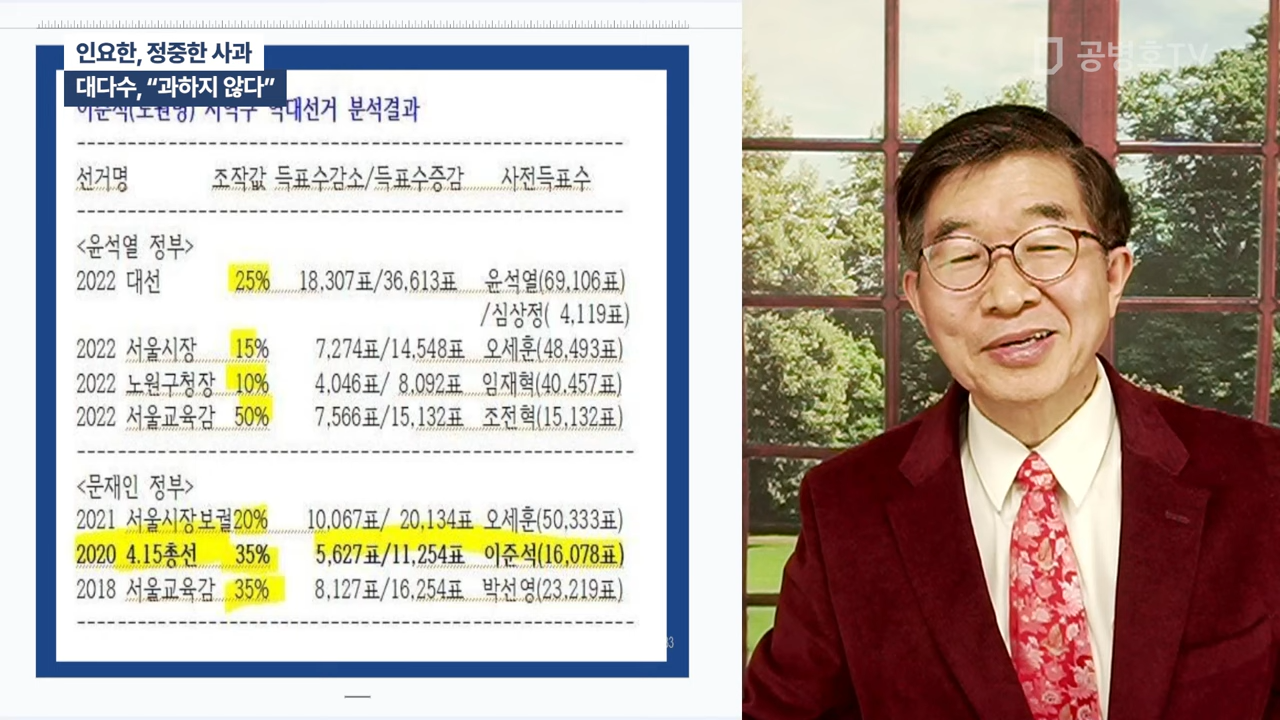 인요한, 정중한 사과
대다수, “과하지 않다”
공병호TV
이준석(노원병) 지역구 역대선거 분석결과
선거명 조작값 득표수감소/득표수증감 사전득표수
<윤석열 정부>
2022 대선 25% 18,307표/36,613표 윤석열(69,106표)
/심상정( 4,119표)
2022 서울시장 15% 7,274표/14,548표 오세훈(48,493표)
2022 노원구청장 10% 4,046표/ 8,092표 임재혁(40,457표)
2022 서울교육감 50% 7,566표/15,132표 조전혁(15,132표)
<문재인 정부>
2021 서울시장보궐20% 10,067표/ 20,134표 오세훈(50,333표)
2020 4.15총선 35% 5,627표/11,254표 이준석(16,078표)
2018 서울교육감 35% 8,127표/16,254표 박선영(23,219표)